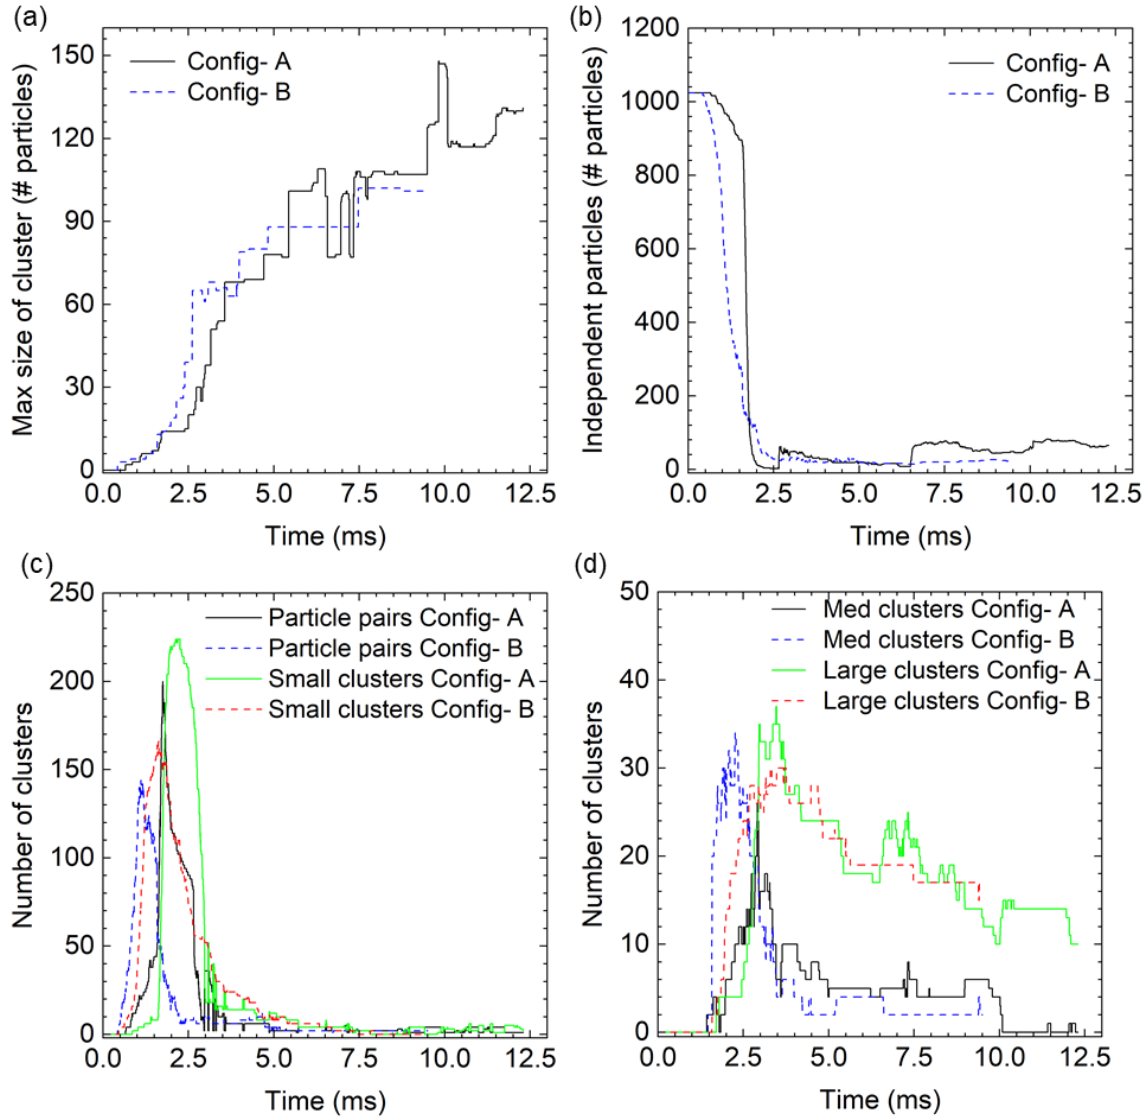 (a)
150
120
90
60
30
0
Max size of cluster (# particles)
Config- A
Config- B
0.0 2.5 5.0 7.5 10.0 12.5
Time (ms)
(b)
1200
1000
800
600
400
200
0
Independent particles (# particles)
Config- A
Config- B
0.0 2.5 5.0 7.5 10.0 12.5
Time (ms)
(c)
250
200
150
100
50
0
Number of clusters
Particle pairs Config- A
Particle pairs Config- B
Small clusters Config- A
Small clusters Config- B
0.0 2.5 5.0 7.5 10.0 12.5
Time (ms)
(d)
50
40
30
20
10
0
Number of clusters
Med clusters Config- A
Med clusters Config- B
Large clusters Config- A
Large clusters Config- B
0.0 2.5 5.0 7.5 10.0 12.5
Time (ms)